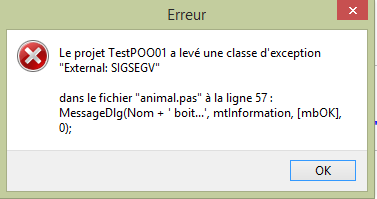 Erreur
Le projet TestPOO01 a levé une classe d'exception
"External: SIGSEGV"
dans le fichier "animal.pas" à la ligne 57 :
MessageDlg(Nom + ' boit...', mtInformation, [mbOK],
0);
OK